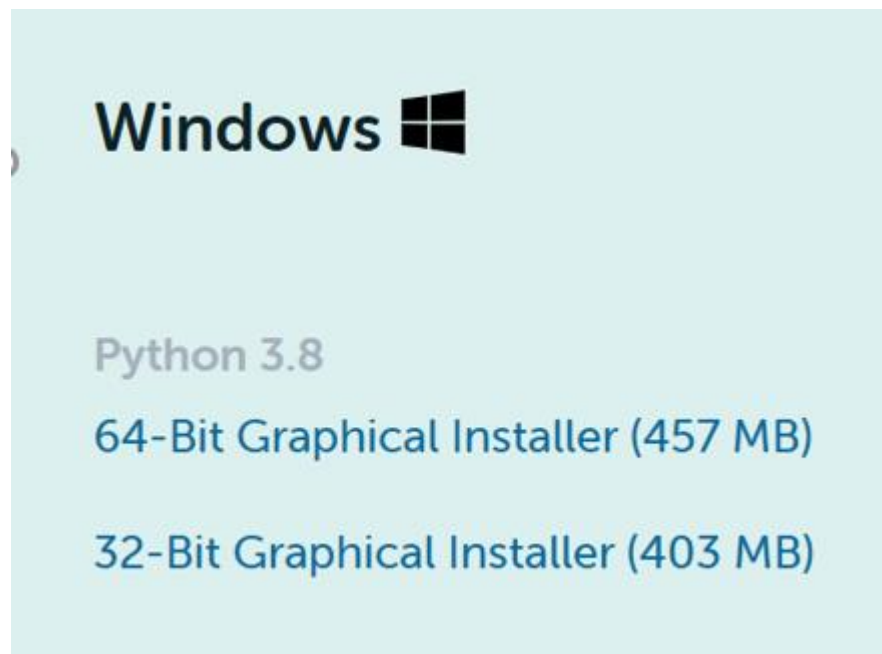 Windows
Python 3.8
64-Bit Graphical Installer (457 MB)
32-Bit Graphical Installer (403 MB)